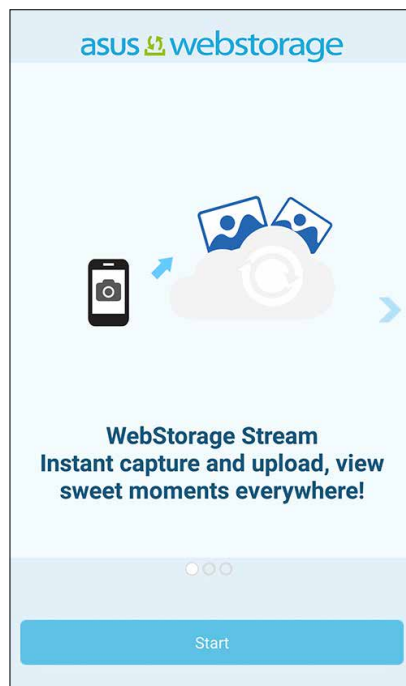 asus webstorage
WebStorage Stream
Instant capture and upload, view
sweet moments everywhere!
Start